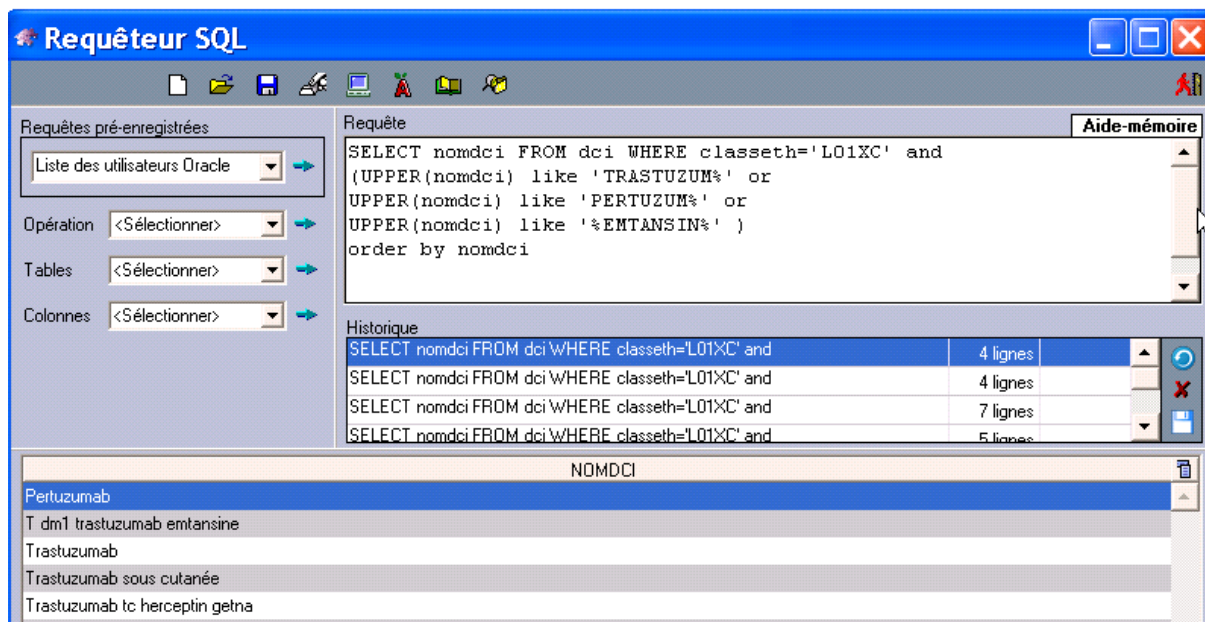 Requêteur SQL
Requêtes pré-enregistrées
Liste des utilisateurs Oracle
Opération <Sélectionner>
Tables <Sélectionner>
Colonnes <Sélectionner>
Requête
Aide-mémoire
SELECT nomdci FROM dci WHERE classeth='L01XC' and
(UPPER(nomdci) like 'TRASTUZUM%' or
UPPER(nomdci) like 'PERTUZUM%' or
UPPER(nomdci) like '%EMTANSIN%' )
order by nomdci
Historique
SELECT nomdci FROM dci WHERE classeth='L01XC' and 4 lignes
SELECT nomdci FROM dci WHERE classeth='L01XC' and 4 lignes
SELECT nomdci FROM dci WHERE classeth='L01XC' and 7 lignes
SELECT nomdci FROM dci WHERE classeth='L01XC' and 5 lignes
NOMDCI
Pertuzumab
T dm1 trastuzumab emtansine
Trastuzumab
Trastuzumab sous cutanée
Trastuzumab tc herceptin getna